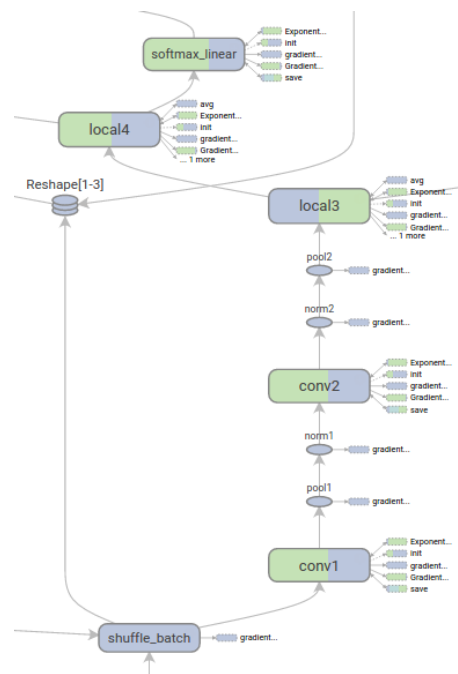 softmax_linear
Exponent...
init
gradient...
Gradient...
save
local4
avg
Exponent...
init
gradient...
Gradient...
... 1 more
Reshape[1-3]
local3
avg
Exponent...
init
gradient...
Gradient...
... 1 more
pool2
gradient...
norm2
gradient...
conv2
Exponent...
init
gradient...
Gradient...
save
norm1
gradient...
pool1
gradient...
conv1
Exponent...
init
gradient...
Gradient...
save
shuffle_batch
gradient...